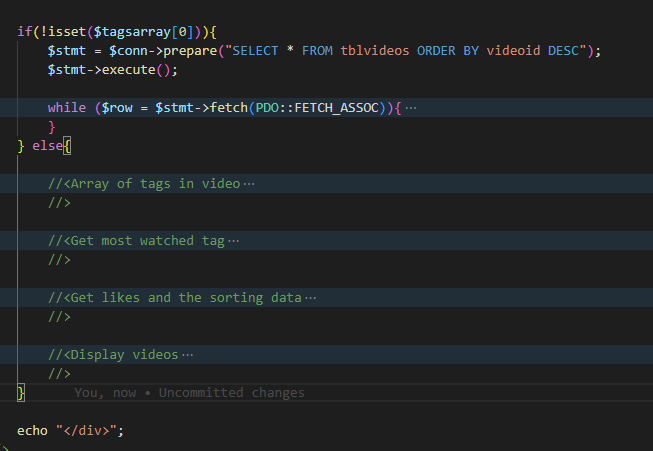 if(!isset($tagsarray[0])){
$stmt = $conn->prepare("SELECT * FROM tblvideos ORDER BY videoid DESC");
$stmt->execute();
while ($row = $stmt->fetch(PDO::FETCH_ASSOC)){ ···
}
} else{
//<Array of tags in video ···
//>
//<Get most watched tag ···
//>
//<Get likes and the sorting data ···
//>
//<Display videos ···
//>
} You, now • Uncommitted changes
echo "</div>";